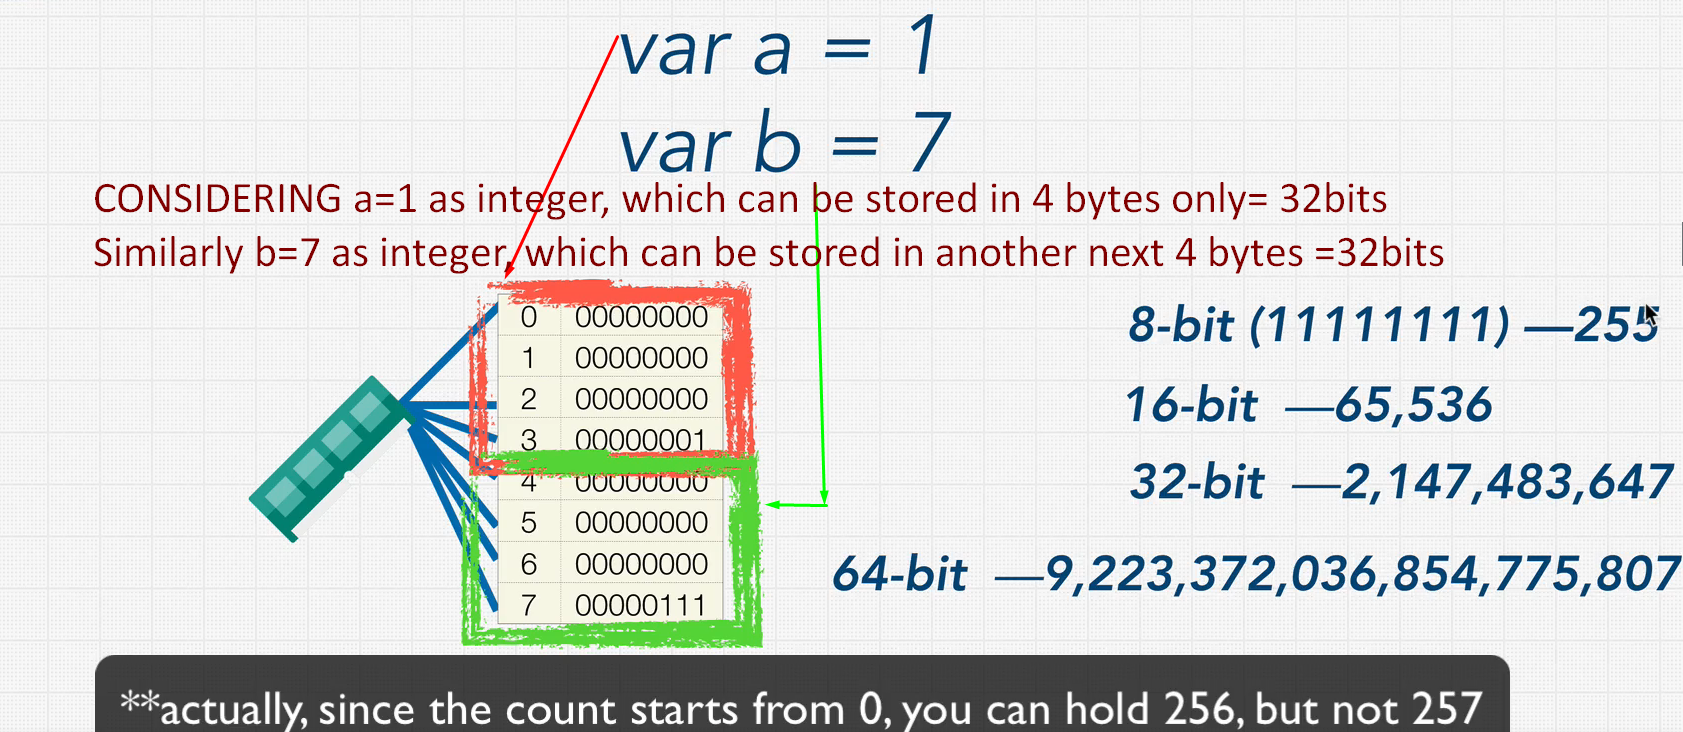 var a = 1
var b = 7
CONSIDERING a=1 as integer, which can be stored in 4 bytes only= 32bits
Similarly b=7 as integer, which can be stored in another next 4 bytes =32bits
0 00000000
1 00000000
2 00000000
3 00000001
4 00000000
5 00000000
6 00000000
7 00000111
8-bit (11111111) —255
16-bit —65,536
32-bit —2,147,483,647
64-bit —9,223,372,036,854,775,807
**actually, since the count starts from 0, you can hold 256, but not 257